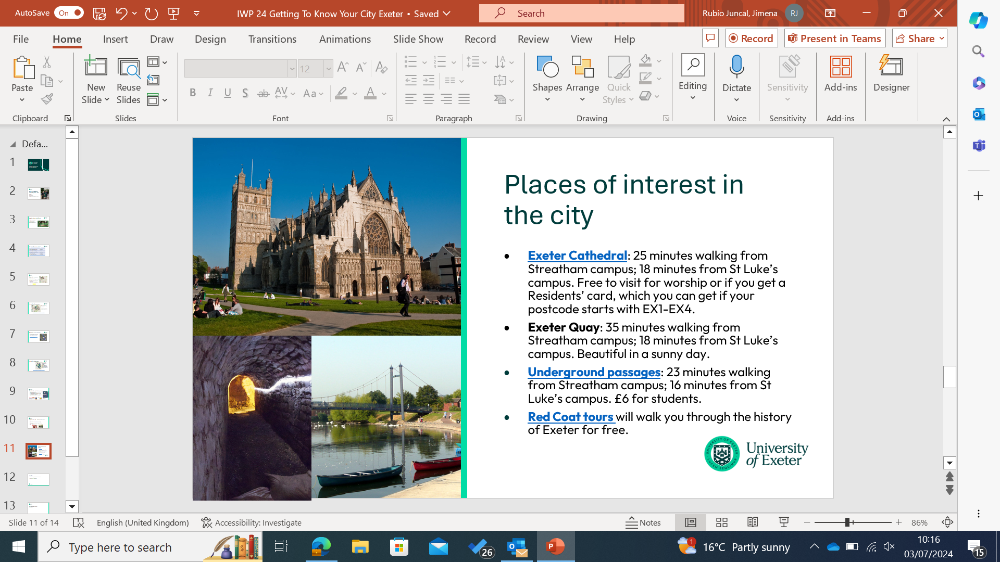 AutoSave On
IWP 24 Getting To Know Your City Exeter • Saved
Search
Rubio Juncal, Jimena RJ
File Home Insert Draw Design Transitions Animations Slide Show Record Review View Help
Record
Present in Teams
Share
Paste
New
Slide
Reuse
Slides
12
Shapes
Arrange
Quick
Styles
Editing
Dictate
Sensitivity
Add-ins
Designer
Clipboard Slides Font Paragraph Drawing Voice Sensitivity Add-ins
Defa...
1
2
3
4
5
6
7
8
9
10
11
12
13
Places of interest in
the city
• Exeter Cathedral: 25 minutes walking from
Streatham campus; 18 minutes from St Luke’s
campus. Free to visit for worship or if you get a
Residents’ card, which you can get if your
postcode starts with EX1-EX4.
• Exeter Quay: 35 minutes walking from
Streatham campus; 18 minutes from St Luke’s
campus. Beautiful in a sunny day.
• Underground passages: 23 minutes walking
from Streatham campus; 16 minutes from St
Luke’s campus. £6 for students.
• Red Coat tours will walk you through the history
of Exeter for free.
University
of Exeter
Slide 11 of 14
English (United Kingdom)
Accessibility: Investigate
Notes
86%
Type here to search
26
1
16°C Partly sunny
10:16
03/07/2024
15